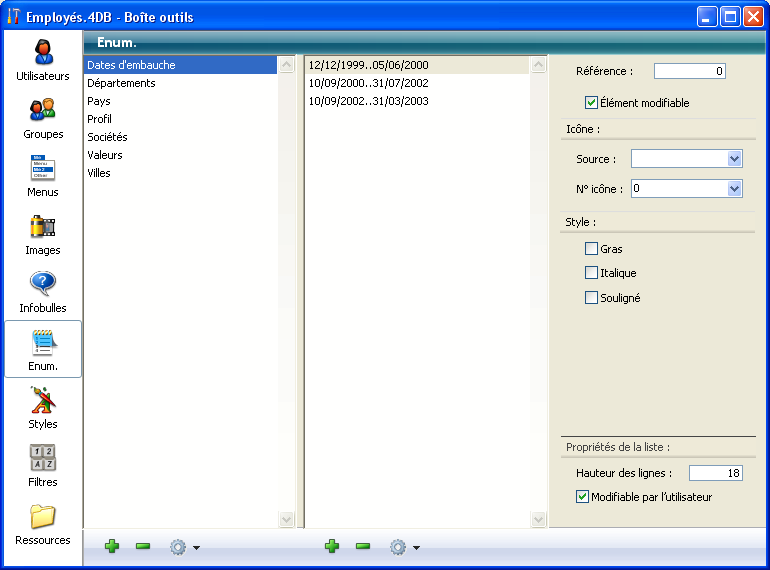 Employés.4DB - Boîte outils
Enum.
Utilisateurs
Groupes
Menus
Images
Infobulles
Enum.
Styles
Filtres
Ressources
Dates d'embauche
Départements
Pays
Profil
Sociétés
Valeurs
Villes
12/12/1999..05/06/2000
10/09/2000..31/07/2002
10/09/2002..31/03/2003
Référence : 0
Élément modifiable
Icône :
Source :
N° icône : 0
Style :
Gras
Italique
Souligné
Propriétés de la liste :
Hauteur des lignes : 18
Modifiable par l'utilisateur